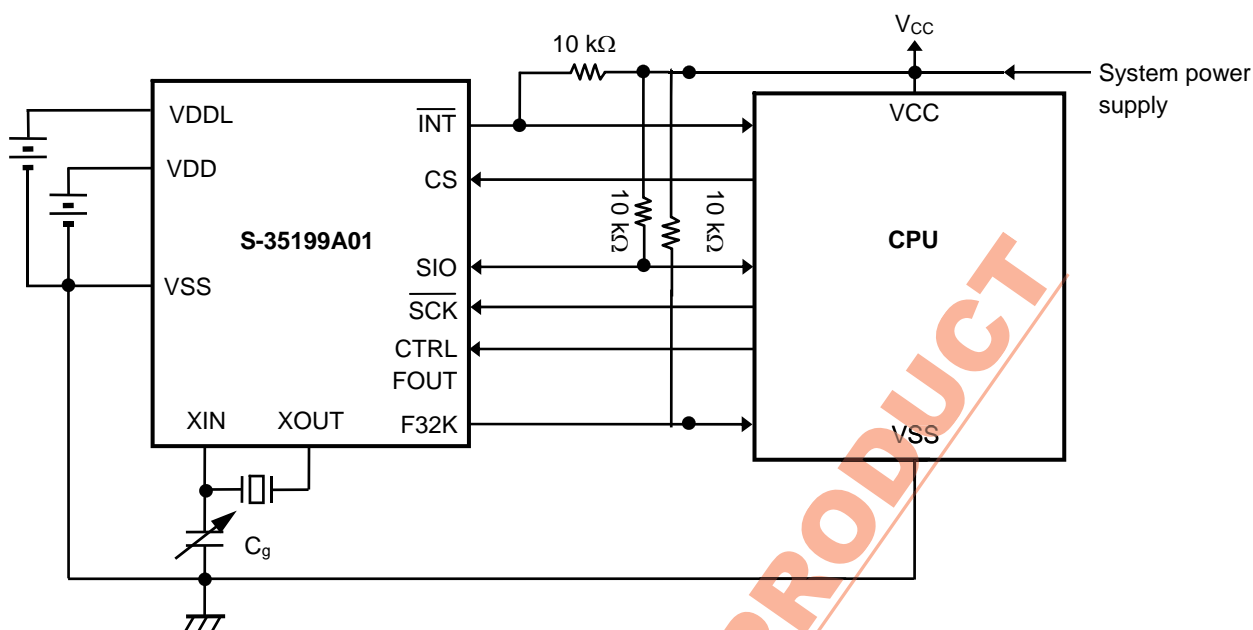 VCC
10 kΩ
System power
supply
VDDL
INT
VCC
VDD
CS
10 kΩ
10 kΩ
S-35199A01
CPU
SIO
VSS
SCK
CTRL
FOUT
XIN
XOUT
F32K
VSS
Cg
PRODUCT